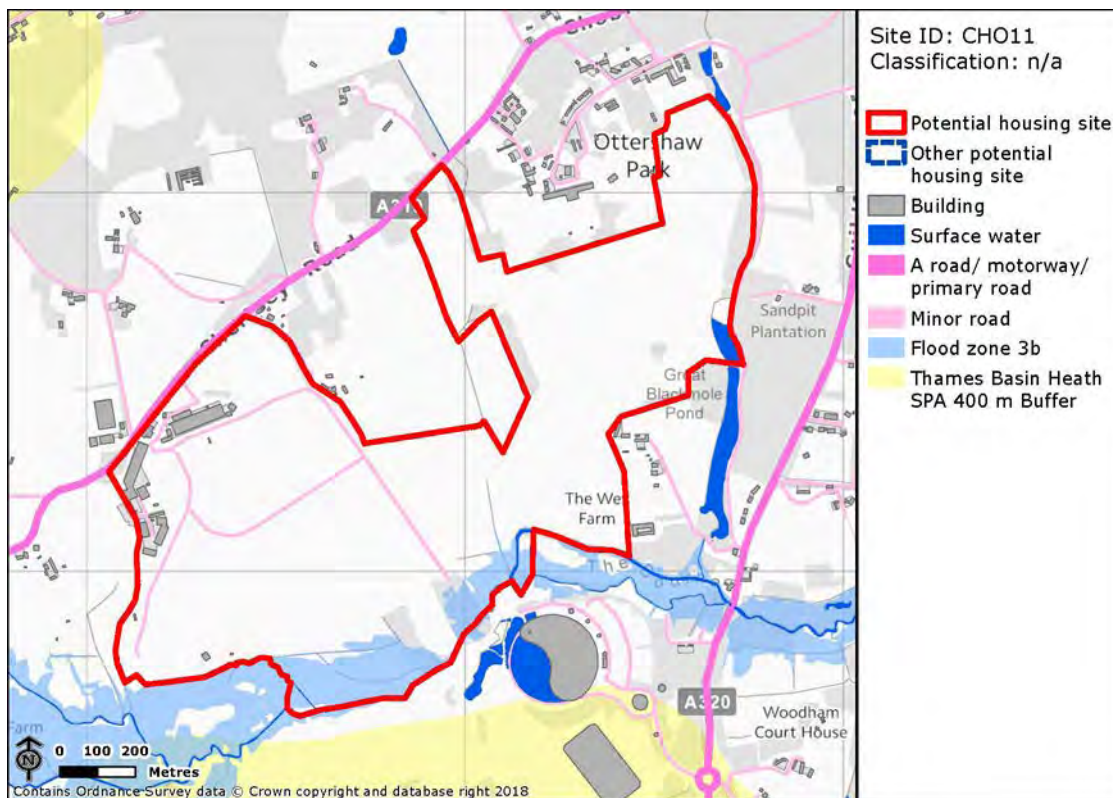 Site ID: CHO11
Classification: n/a
Potential housing site
Other potential
housing site
Building
Surface water
A road/ motorway/
primary road
Minor road
Flood zone 3b
Thames Basin Heath
SPA 400 m Buffer
Ottershaw
Park
Road
Sandpit
Plantation
Great
Blackmole
Pond
The Wey
Farm
The
A320
Woodham
Court House
Farm
N
0 100 200
Metres
Contains Ordnance Survey data © Crown copyright and database right 2018